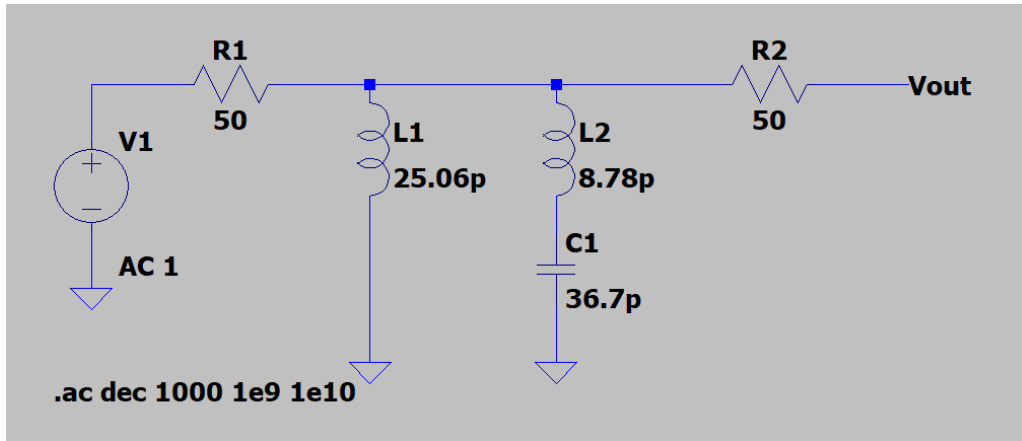 R1
50
R2
50
Vout
V1
+
−
AC 1
L1
25.06p
L2
8.78p
C1
36.7p
.ac dec 1000 1e9 1e10